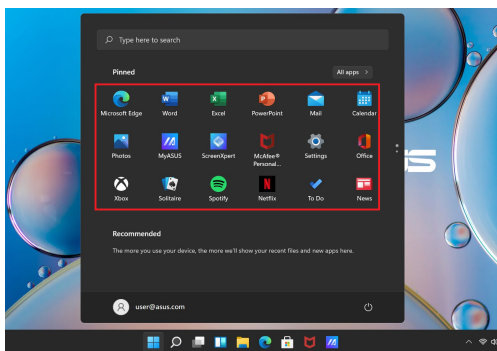 Type here to search
Pinned
All apps >
Microsoft Edge Word Excel PowerPoint Mail Calendar
Photos MyASUS ScreenXpert McAfee® Personal... Settings Office
Xbox Solitaire Spotify Netflix To Do News
Recommended
The more you use your device, the more we'll show your recent files and new apps here.
user@asus.com